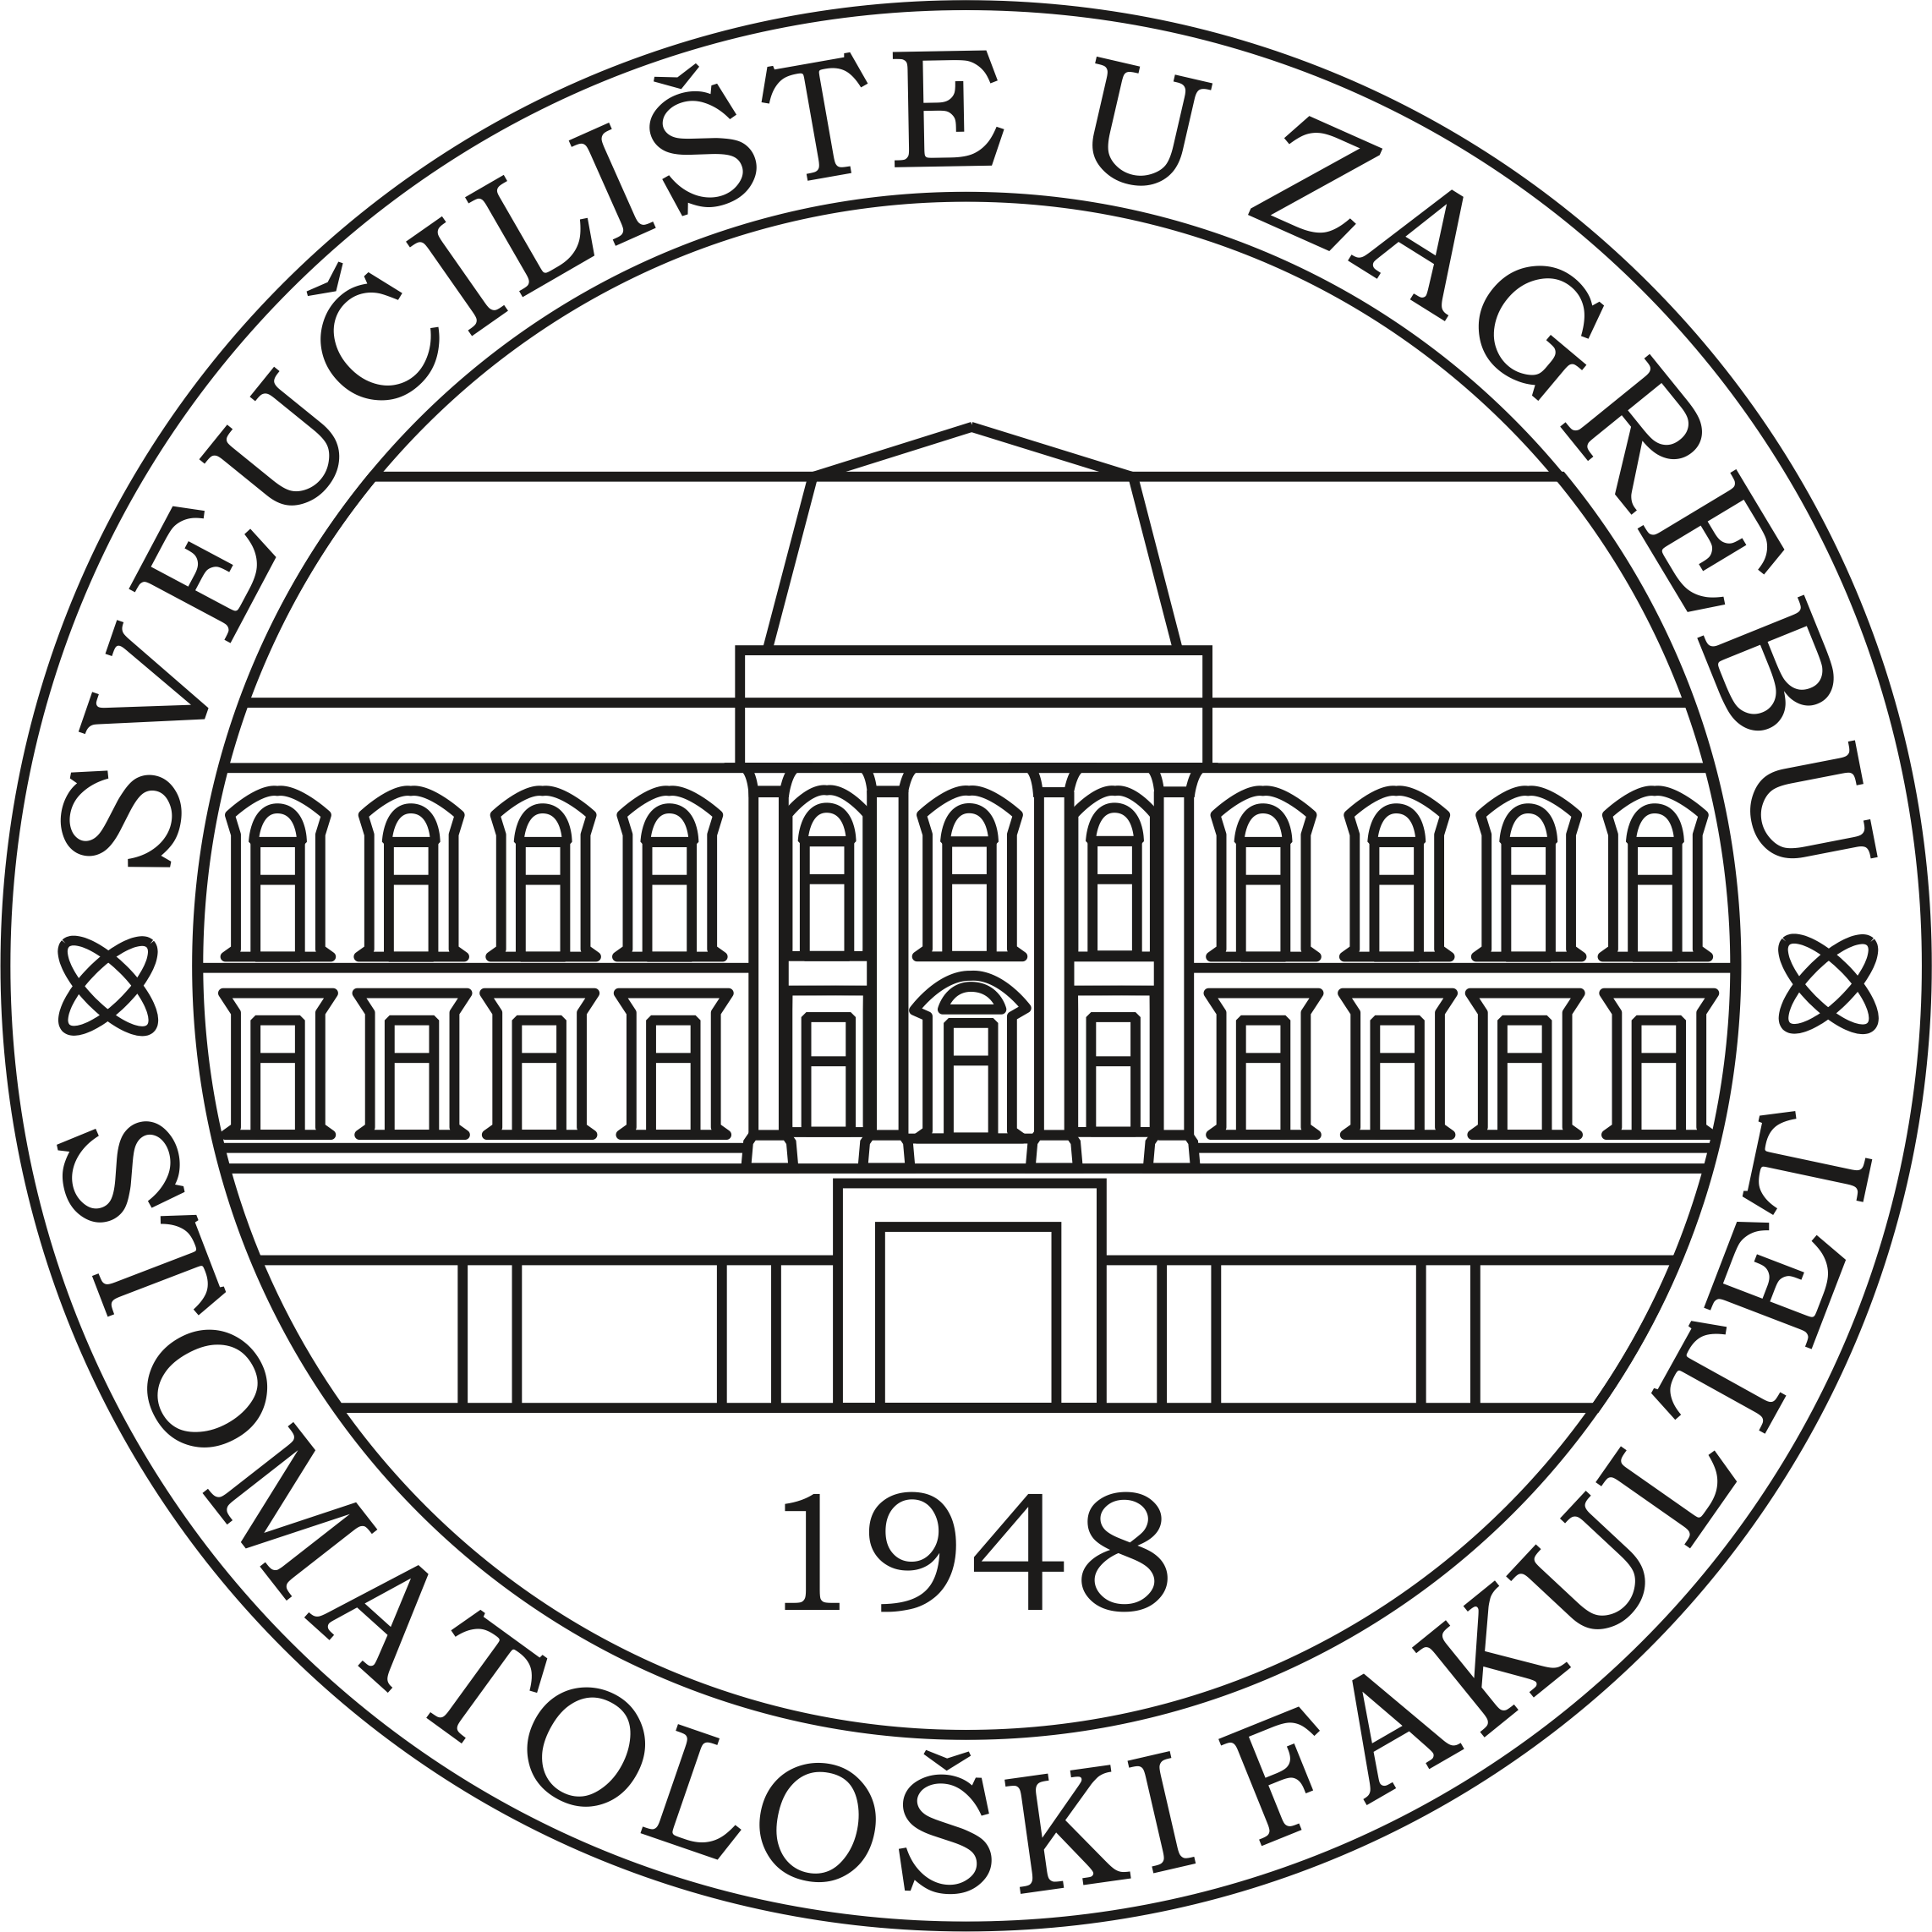 SVEUČILIŠTE U ZAGREBU
STOMATOLOŠKI FAKULTET
1948